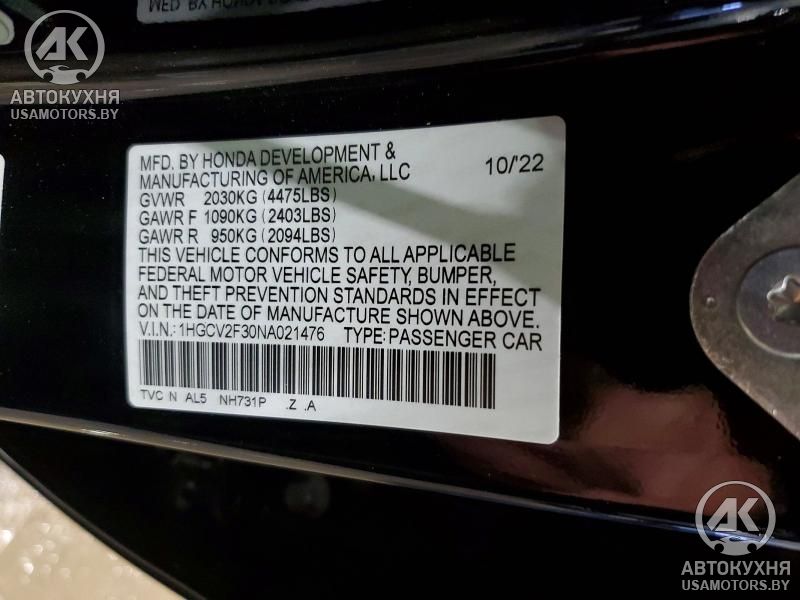 AK
АВТОКУХНЯ
USAMOTORS.BY
MFD. BY HONDA DEVELOPMENT &
MANUFACTURING OF AMERICA, LLC 10/'22
GVWR 2030KG (4475LBS)
GAWR F 1090KG (2403LBS)
GAWR R 950KG (2094LBS)
THIS VEHICLE CONFORMS TO ALL APPLICABLE
FEDERAL MOTOR VEHICLE SAFETY, BUMPER,
AND THEFT PREVENTION STANDARDS IN EFFECT
ON THE DATE OF MANUFACTURE SHOWN ABOVE.
V.I.N.: 1HGCV2F30NA021476 TYPE: PASSENGER CAR
TVC N AL5 NH731P .Z .A
AK
АВТОКУХНЯ
USAMOTORS.BY